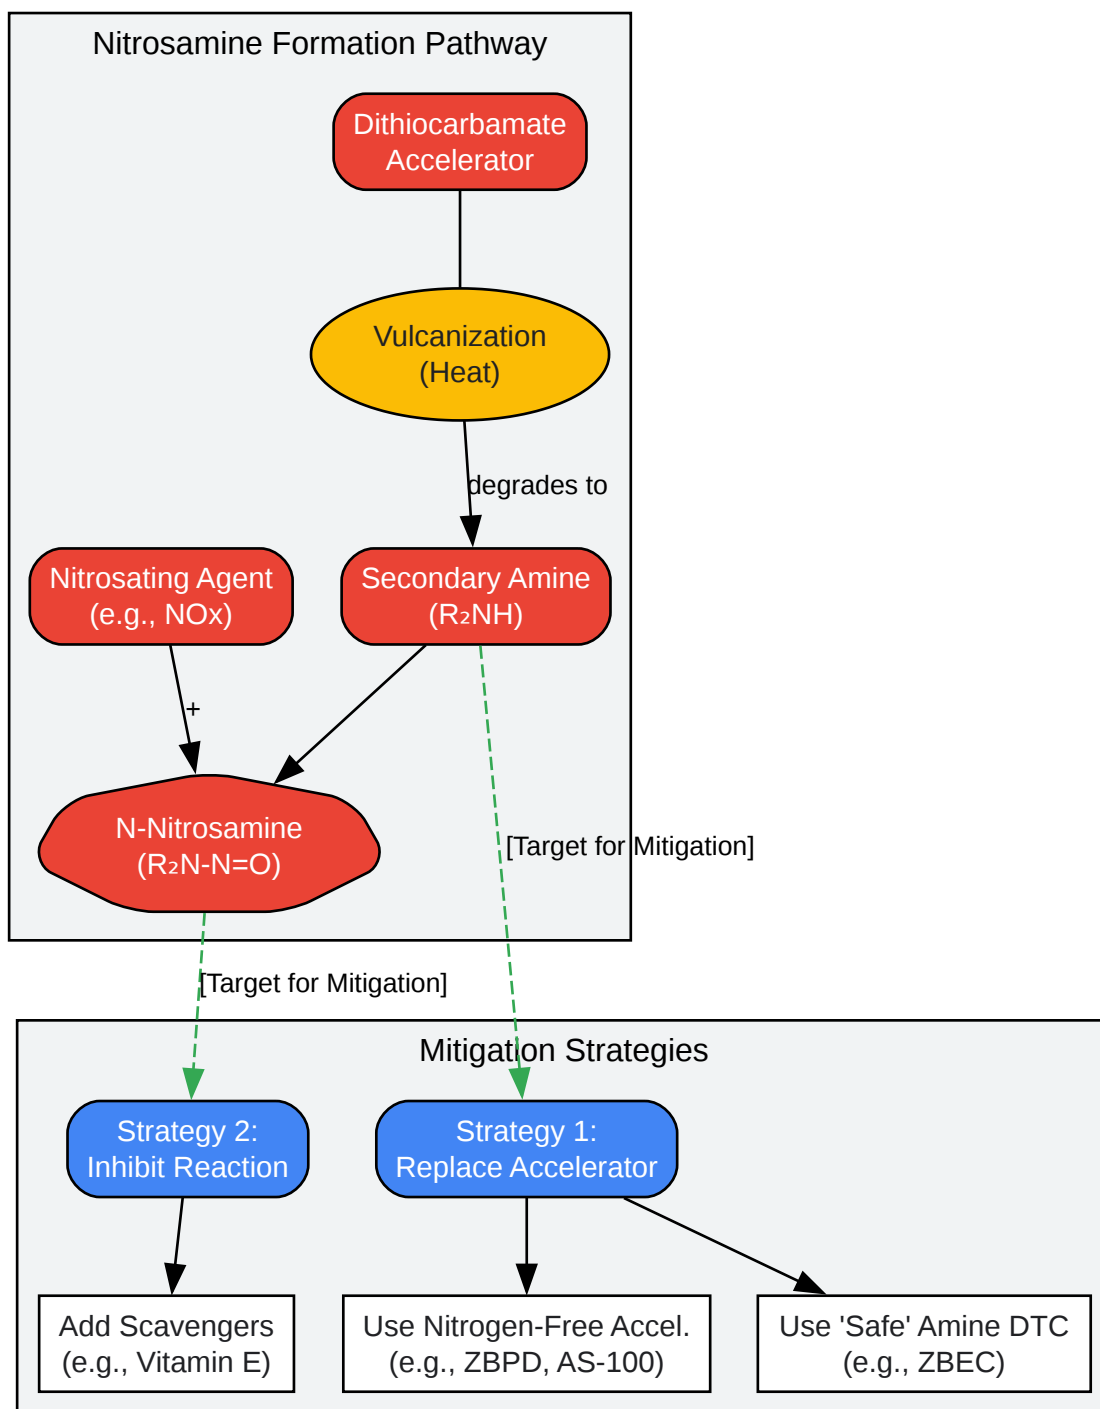 Nitrosamine Formation Pathway
Dithiocarbamate
Accelerator
Vulcanization
(Heat)
degrades to
Nitrosating Agent
(e.g., NOx)
Secondary Amine
(R₂NH)
+
N-Nitrosamine
(R₂N-N=O)
[Target for Mitigation]
[Target for Mitigation]
Mitigation Strategies
Strategy 2:
Inhibit Reaction
Strategy 1:
Replace Accelerator
Add Scavengers
(e.g., Vitamin E)
Use Nitrogen-Free Accel.
(e.g., ZBPD, AS-100)
Use 'Safe' Amine DTC
(e.g., ZBEC)